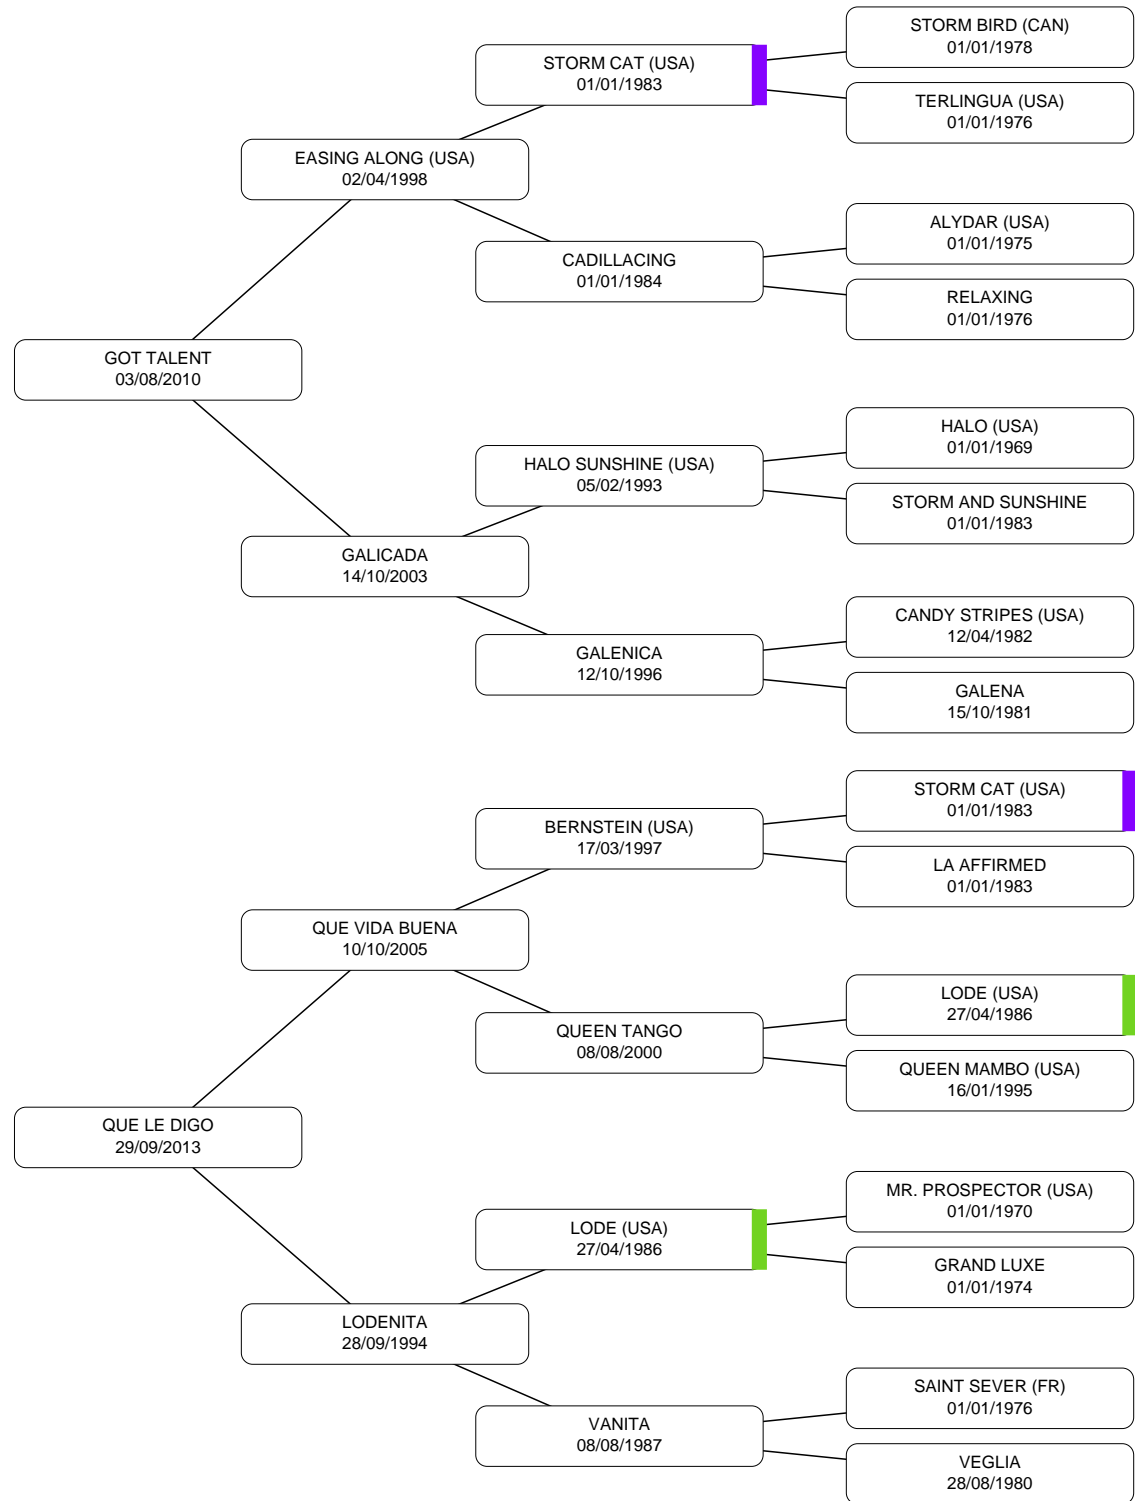 STORM BIRD (CAN)
01/01/1978
STORM CAT (USA)
01/01/1983
TERLINGUA (USA)
01/01/1976
EASING ALONG (USA)
02/04/1998
ALYDAR (USA)
01/01/1975
CADILLACING
01/01/1984
RELAXING
01/01/1976
GOT TALENT
03/08/2010
HALO (USA)
01/01/1969
HALO SUNSHINE (USA)
05/02/1993
STORM AND SUNSHINE
01/01/1983
GALICADA
14/10/2003
CANDY STRIPES (USA)
12/04/1982
GALENICA
12/10/1996
GALENA
15/10/1981
STORM CAT (USA)
01/01/1983
BERNSTEIN (USA)
17/03/1997
LA AFFIRMED
01/01/1983
QUE VIDA BUENA
10/10/2005
LODE (USA)
27/04/1986
QUEEN TANGO
08/08/2000
QUEEN MAMBO (USA)
16/01/1995
QUE LE DIGO
29/09/2013
MR. PROSPECTOR (USA)
01/01/1970
LODE (USA)
27/04/1986
GRAND LUXE
01/01/1974
LODENITA
28/09/1994
SAINT SEVER (FR)
01/01/1976
VANITA
08/08/1987
VEGLIA
28/08/1980